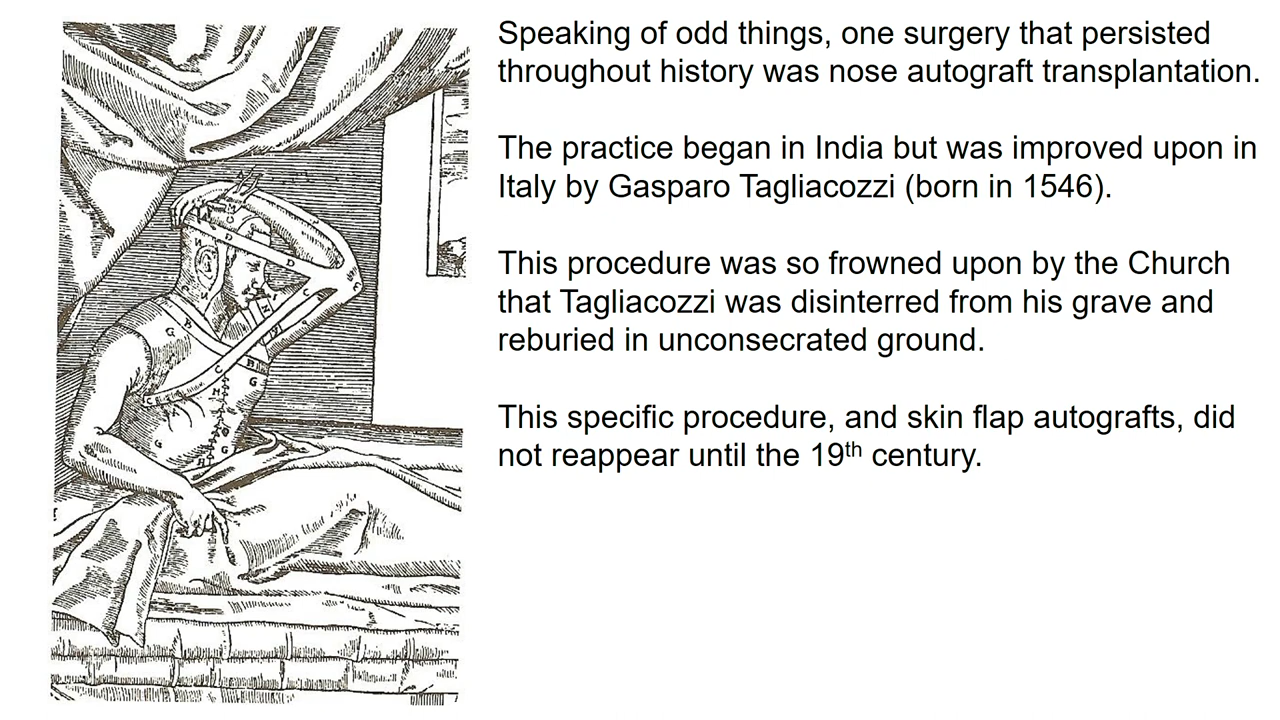 Speaking of odd things, one surgery that persisted
throughout history was nose autograft transplantation.
The practice began in India but was improved upon in
Italy by Gasparo Tagliacozzi (born in 1546).
This procedure was so frowned upon by the Church
that Tagliacozzi was disinterred from his grave and
reburied in unconsecrated ground.
This specific procedure, and skin flap autografts, did
not reappear until the 19th century.